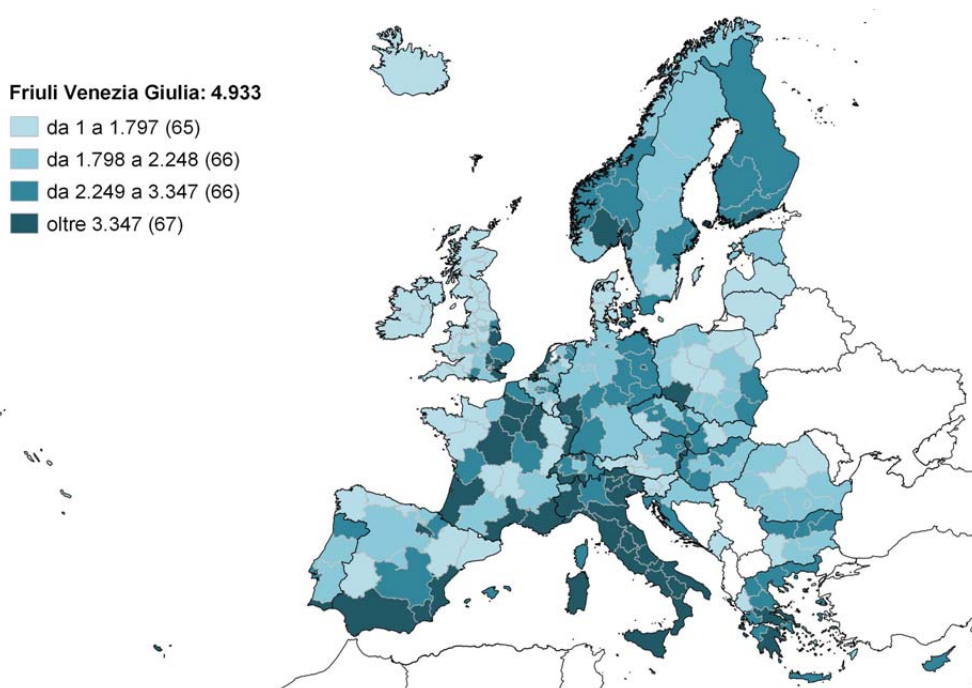 Friuli Venezia Giulia: 4.933
da 1 a 1.797 (65)
da 1.798 a 2.248 (66)
da 2.249 a 3.347 (66)
oltre 3.347 (67)